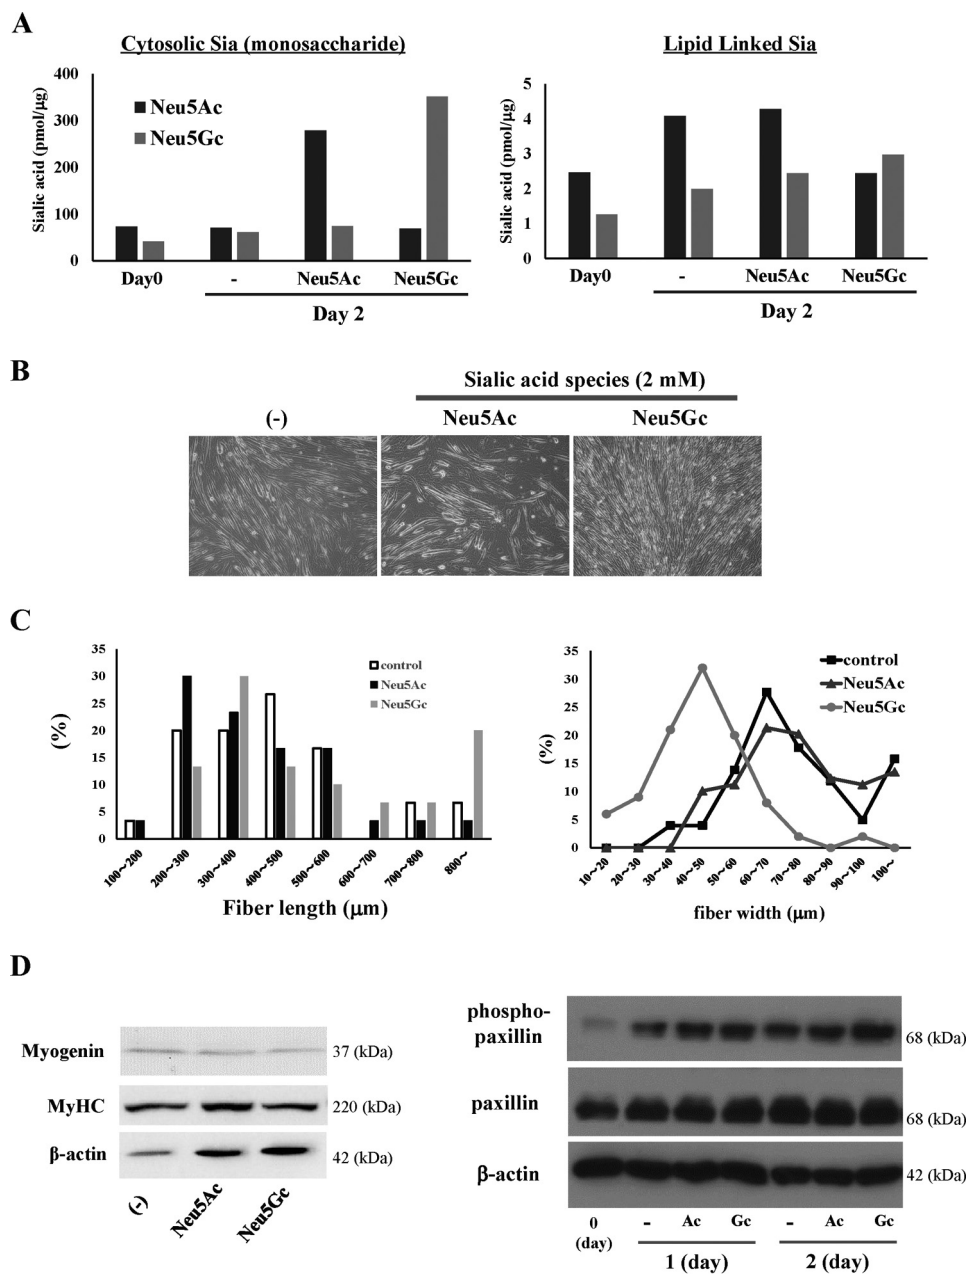 A
Cytosolic Sia (monosaccharide)
Sialic acid (pmol/µg)
400
300
200
100
0
Neu5Ac
Neu5Gc
Day0
-
Neu5Ac
Neu5Gc
Day 2
Lipid Linked Sia
Sialic acid (pmol/µg)
5
4
3
2
1
0
Day0
-
Neu5Ac
Neu5Gc
Day 2
B
Sialic acid species (2 mM)
(-)
Neu5Ac
Neu5Gc
C
(%)
35
30
25
20
15
10
5
0
control
Neu5Ac
Neu5Gc
100~200
200~300
300~400
400~500
500~600
600~700
700~800
800~
Fiber length (µm)
(%)
35
30
25
20
15
10
5
0
control
Neu5Ac
Neu5Gc
10~20
20~30
30~40
40~50
50~60
60~70
70~80
80~90
90~100
100~
fiber width (µm)
D
Myogenin
37 (kDa)
MyHC
220 (kDa)
β-actin
42 (kDa)
(-)
Neu5Ac
Neu5Gc
phospho-
paxillin
68 (kDa)
paxillin
68 (kDa)
β-actin
42 (kDa)
0
(day)
-
Ac
Gc
-
Ac
Gc
1 (day)
2 (day)